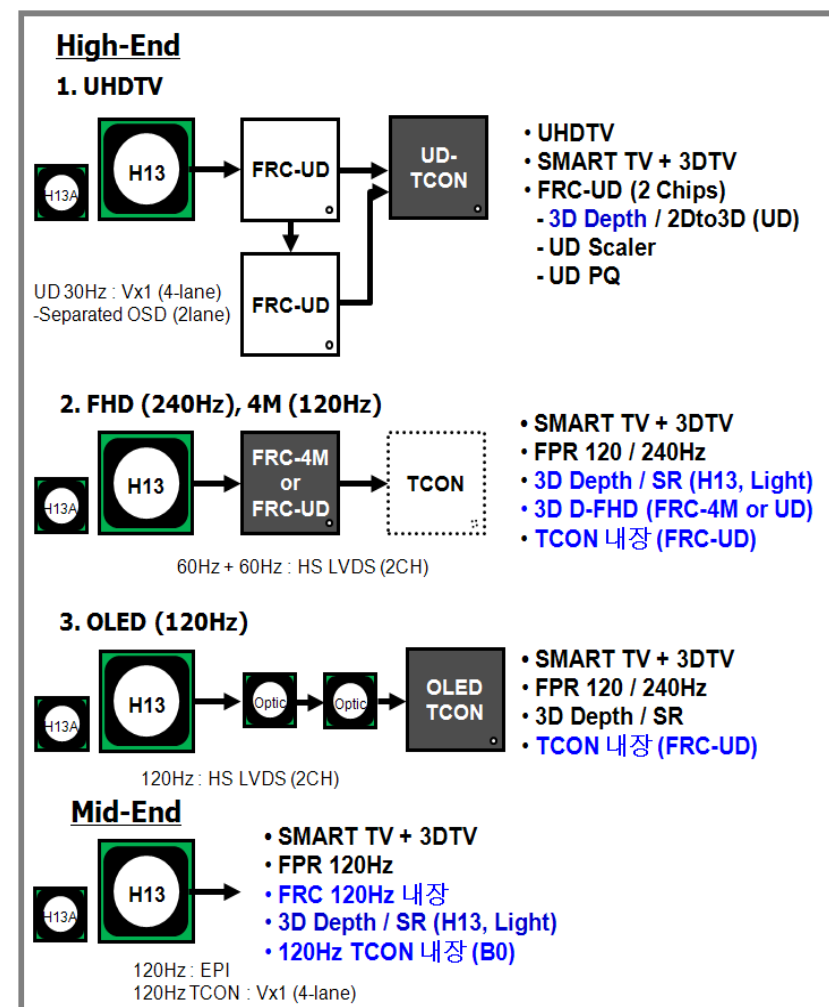 High-End
1. UHDTV
H13A
H13
FRC-UD
UD-
TCON
FRC-UD
UD 30Hz : Vx1 (4-lane)
-Separated OSD (2lane)
• UHDTV
• SMART TV + 3DTV
• FRC-UD (2 Chips)
- 3D Depth / 2Dto3D (UD)
- UD Scaler
- UD PQ
2. FHD (240Hz), 4M (120Hz)
H13A
H13
FRC-4M
or
FRC-UD
TCON
60Hz + 60Hz : HS LVDS (2CH)
• SMART TV + 3DTV
• FPR 120 / 240Hz
• 3D Depth / SR (H13, Light)
• 3D D-FHD (FRC-4M or UD)
• TCON 내장 (FRC-UD)
3. OLED (120Hz)
H13A
H13
Optic
Optic
OLED
TCON
120Hz : HS LVDS (2CH)
• SMART TV + 3DTV
• FPR 120 / 240Hz
• 3D Depth / SR
• TCON 내장 (FRC-UD)
Mid-End
H13A
H13
• SMART TV + 3DTV
• FPR 120Hz
• FRC 120Hz 내장
• 3D Depth / SR (H13, Light)
• 120Hz TCON 내장 (B0)
120Hz : EPI
120Hz TCON : Vx1 (4-lane)